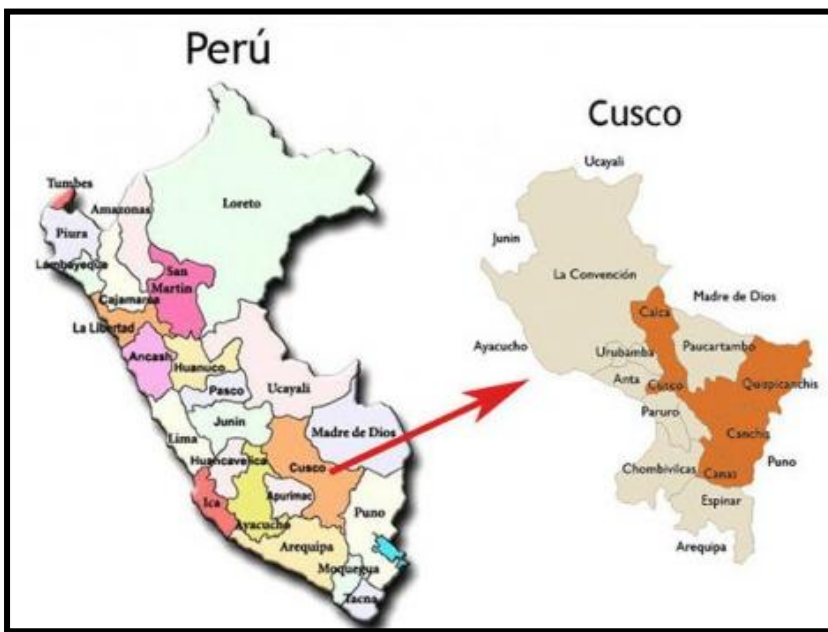 Perú
Tumbes
Amazonas
Loreto
Piura
Lambayeque
San
Martin
Cajamarca
La Libertad
Ancash
Huanuco
Pasco
Ucayali
Junin
Lima
Madre de Dios
Huancavelica
Cusco
Ica
Apurimac
Ayacucho
Puno
Arequipa
Moquegua
Tacna
Cusco
Ucayali
Junin
La Convención
Madre de Dios
Calca
Ayacucho
Urubamba
Paucartambo
Anta
Cusco
Quispicanchis
Paruro
Canchis
Chombivilcas
Canas
Puno
Espinar
Arequipa